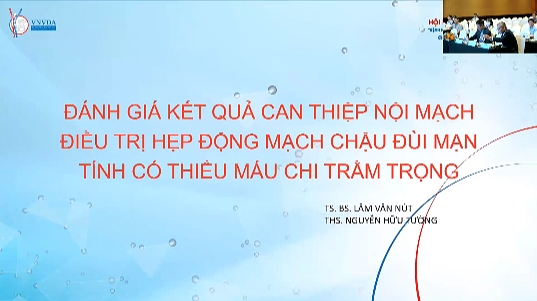 VNVDA
HỘI
ĐÁNH GIÁ KẾT QUẢ CAN THIỆP NỘI MẠCH
ĐIỀU TRỊ HẸP ĐỘNG MẠCH CHẬU ĐÙI MẠN
TÍNH CÓ THIẾU MÁU CHI TRẦM TRỌNG
TS. BS. LÂM VĂN NÚT
THS. NGUYỄN HỮU TƯỜNG